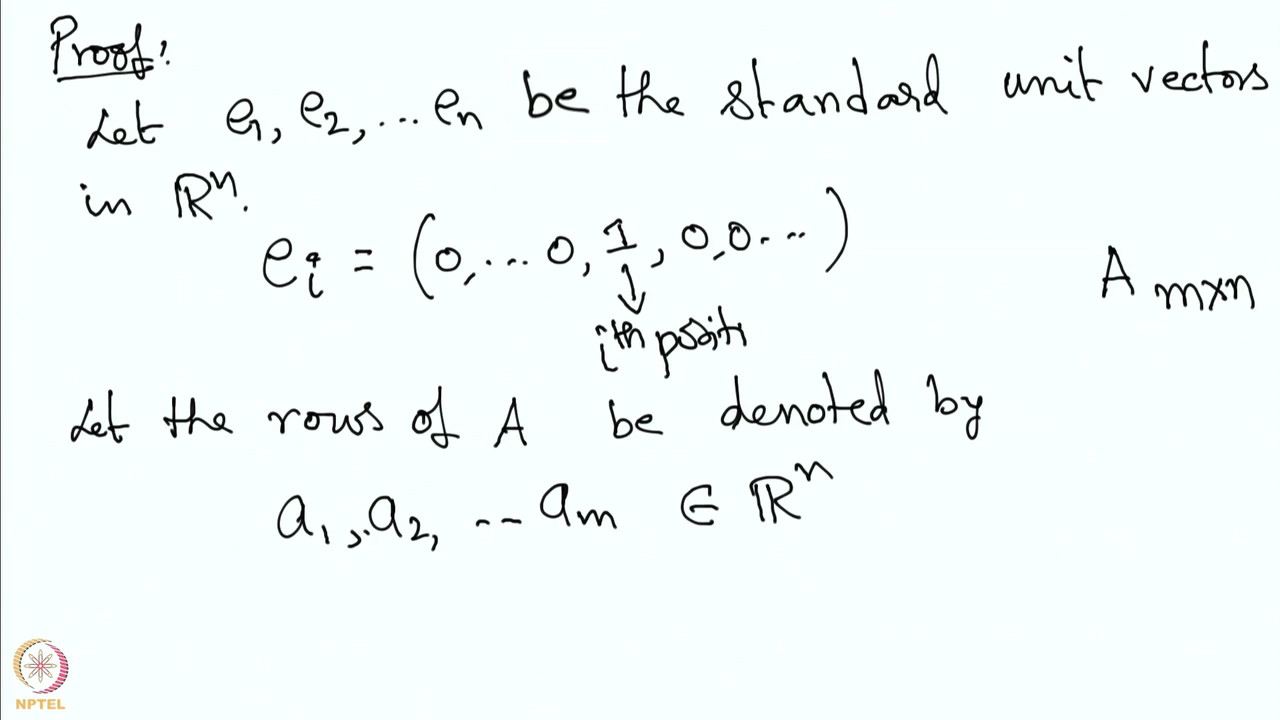 Proof:
Let e₁, e₂, ... eₙ be the standard unit vectors
in ℝⁿ.
eᵢ = (0, ... 0, 1, 0,0. ..)
↓
iᵗʰ positi
A m×n
Let the rows of A be denoted by
a₁, a₂, -- aₘ ∈ ℝⁿ
NPTEL